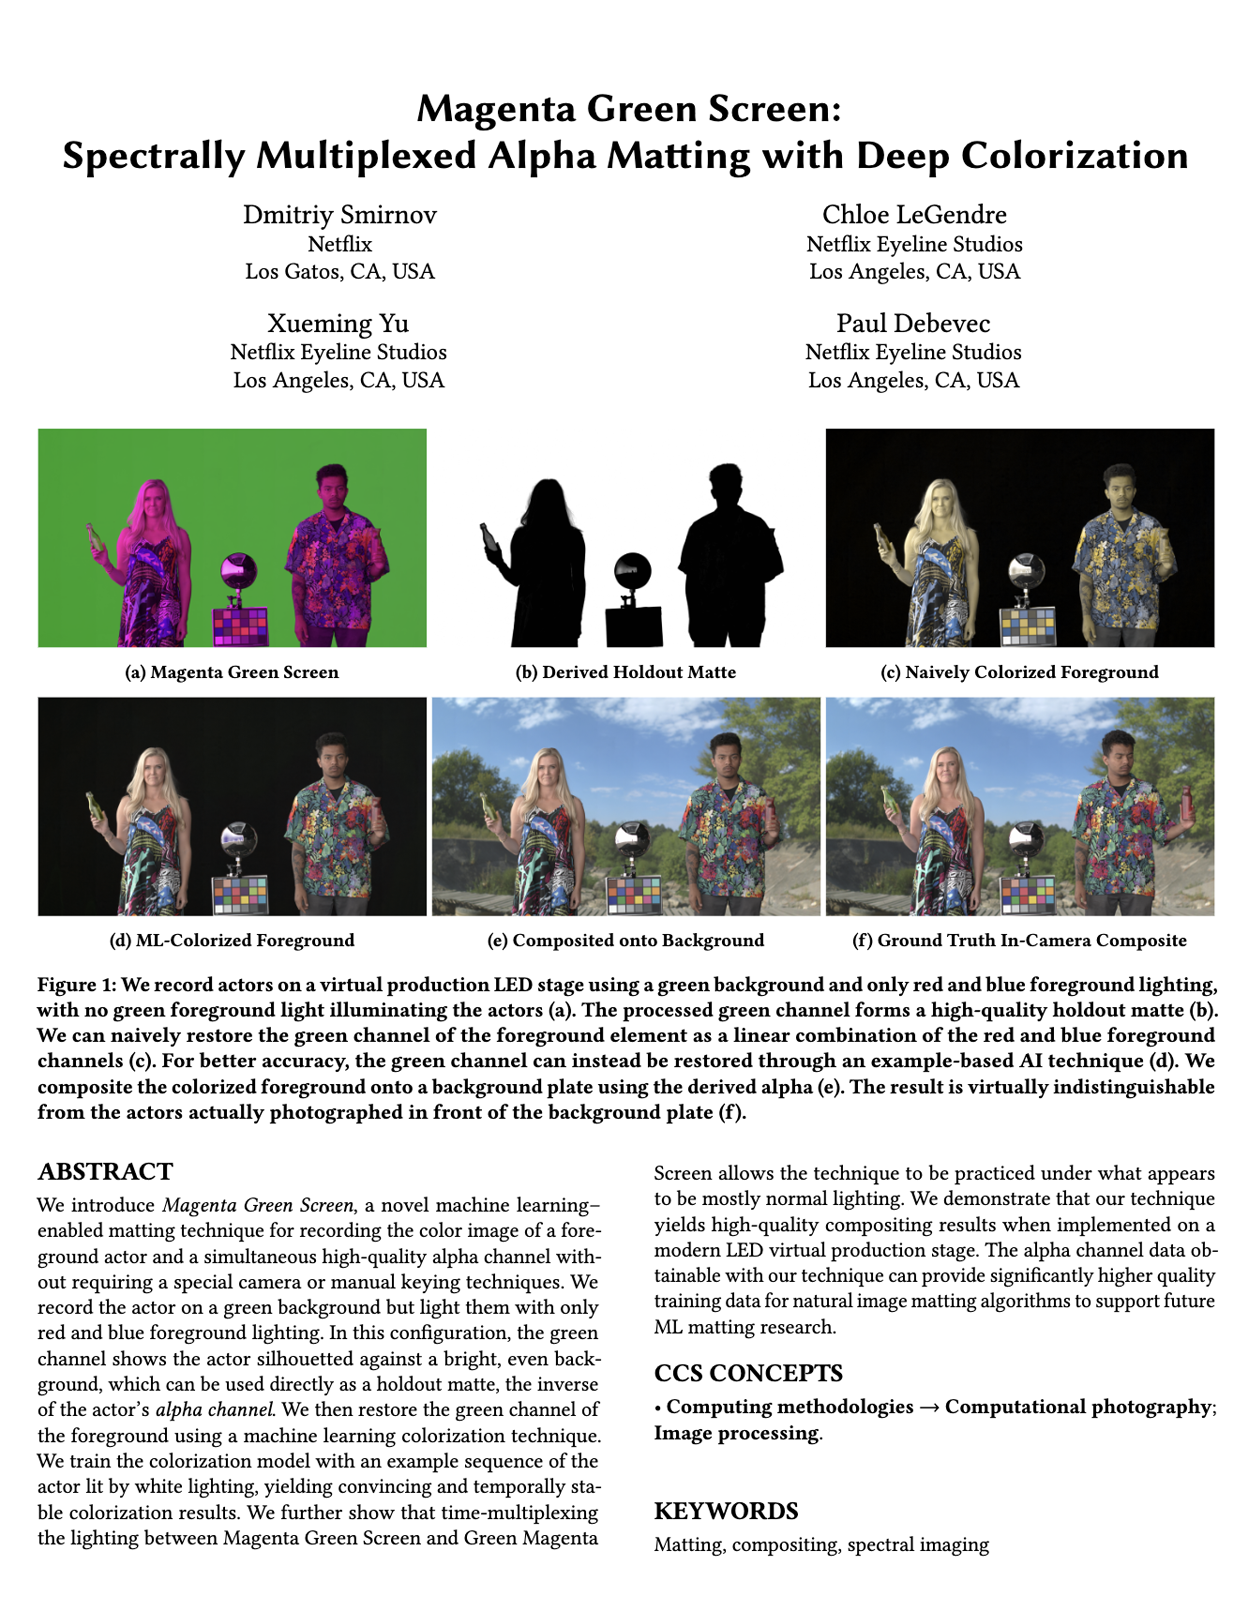 Magenta Green Screen:
Spectrally Multiplexed Alpha Matting with Deep Colorization
Dmitriy Smirnov
Netflix
Los Gatos, CA, USA
Chloe LeGendre
Netflix Eyeline Studios
Los Angeles, CA, USA
Xueming Yu
Netflix Eyeline Studios
Los Angeles, CA, USA
Paul Debevec
Netflix Eyeline Studios
Los Angeles, CA, USA
(a) Magenta Green Screen
(b) Derived Holdout Matte
(c) Naively Colorized Foreground
(d) ML-Colorized Foreground
(e) Composited onto Background
(f) Ground Truth In-Camera Composite
Figure 1: We record actors on a virtual production LED stage using a green background and only red and blue foreground lighting,
with no green foreground light illuminating the actors (a). The processed green channel forms a high-quality holdout matte (b).
We can naively restore the green channel of the foreground element as a linear combination of the red and blue foreground
channels (c). For better accuracy, the green channel can instead be restored through an example-based AI technique (d). We
composite the colorized foreground onto a background plate using the derived alpha (e). The result is virtually indistinguishable
from the actors actually photographed in front of the background plate (f).
ABSTRACT
We introduce Magenta Green Screen, a novel machine learning–
enabled matting technique for recording the color image of a fore-
ground actor and a simultaneous high-quality alpha channel with-
out requiring a special camera or manual keying techniques. We
record the actor on a green background but light them with only
red and blue foreground lighting. In this configuration, the green
channel shows the actor silhouetted against a bright, even back-
ground, which can be used directly as a holdout matte, the inverse
of the actor's alpha channel. We then restore the green channel of
the foreground using a machine learning colorization technique.
We train the colorization model with an example sequence of the
actor lit by white lighting, yielding convincing and temporally sta-
ble colorization results. We further show that time-multiplexing
the lighting between Magenta Green Screen and Green Magenta
Screen allows the technique to be practiced under what appears
to be mostly normal lighting. We demonstrate that our technique
yields high-quality compositing results when implemented on a
modern LED virtual production stage. The alpha channel data ob-
tainable with our technique can provide significantly higher quality
training data for natural image matting algorithms to support future
ML matting research.
CCS CONCEPTS
• Computing methodologies → Computational photography;
Image processing.
KEYWORDS
Matting, compositing, spectral imaging